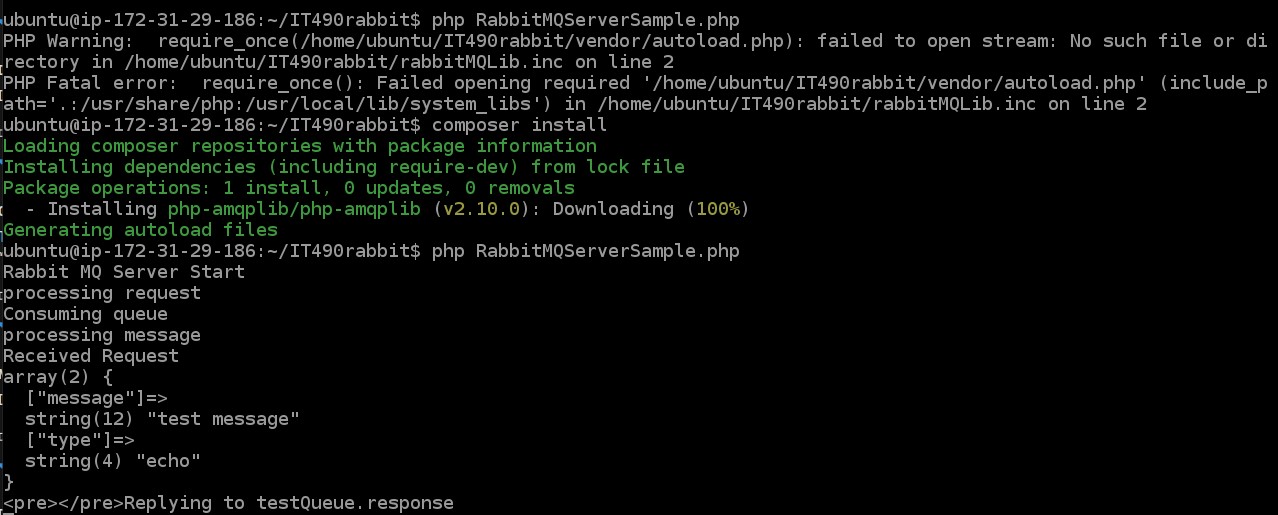 ubuntu@ip-172-31-29-186:~/IT490rabbit$ php RabbitMQServerSample.php
PHP Warning:  require_once(/home/ubuntu/IT490rabbit/vendor/autoload.php): failed to open stream: No such file or di
rectory in /home/ubuntu/IT490rabbit/rabbitMQLib.inc on line 2
PHP Fatal error:  require_once(): Failed opening required '/home/ubuntu/IT490rabbit/vendor/autoload.php' (include_p
ath='.:/usr/share/php:/usr/local/lib/system_libs') in /home/ubuntu/IT490rabbit/rabbitMQLib.inc on line 2
ubuntu@ip-172-31-29-186:~/IT490rabbit$ composer install
Loading composer repositories with package information
Installing dependencies (including require-dev) from lock file
Package operations: 1 install, 0 updates, 0 removals
  - Installing php-amqplib/php-amqplib (v2.10.0): Downloading (100%)
Generating autoload files
ubuntu@ip-172-31-29-186:~/IT490rabbit$ php RabbitMQServerSample.php
Rabbit MQ Server Start
processing request
Consuming queue
processing message
Received Request
array(2) {
  ["message"]=>
  string(12) "test message"
  ["type"]=>
  string(4) "echo"
}
<pre></pre>Replying to testQueue.response